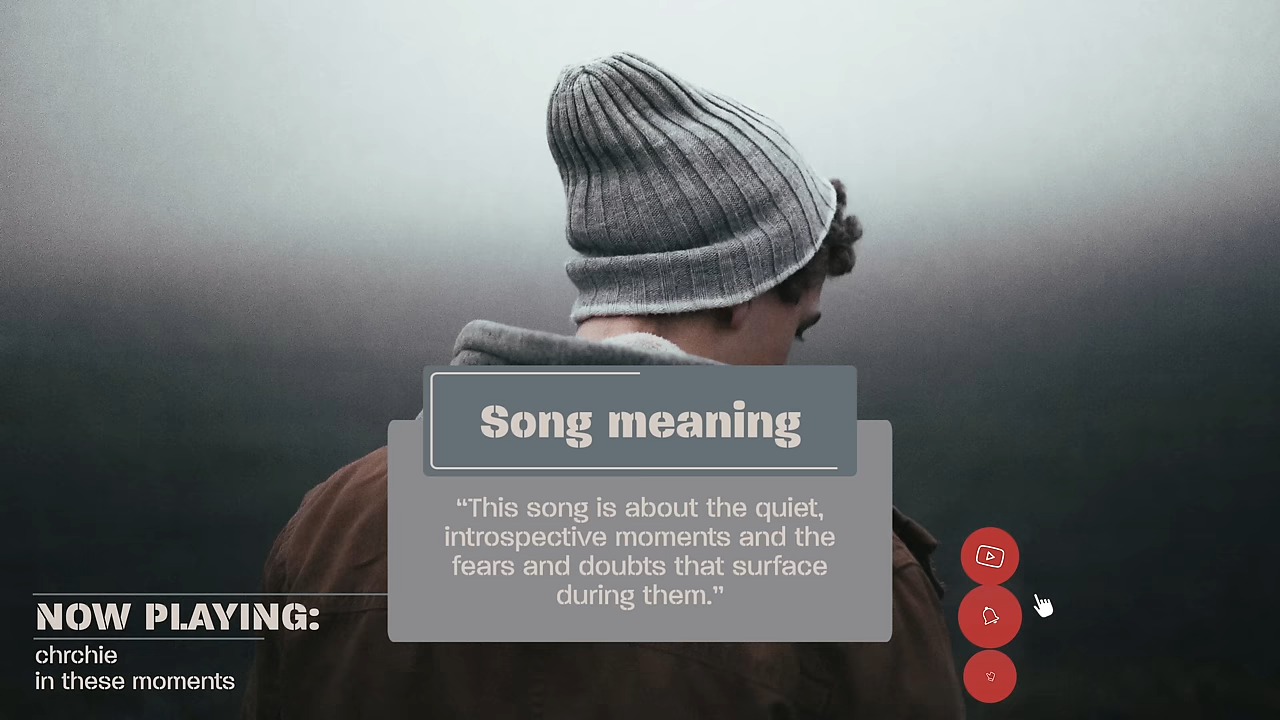 Song meaning
“This song is about the quiet,
introspective moments and the
fears and doubts that surface
during them.”
NOW PLAYING:
chrchie
in these moments